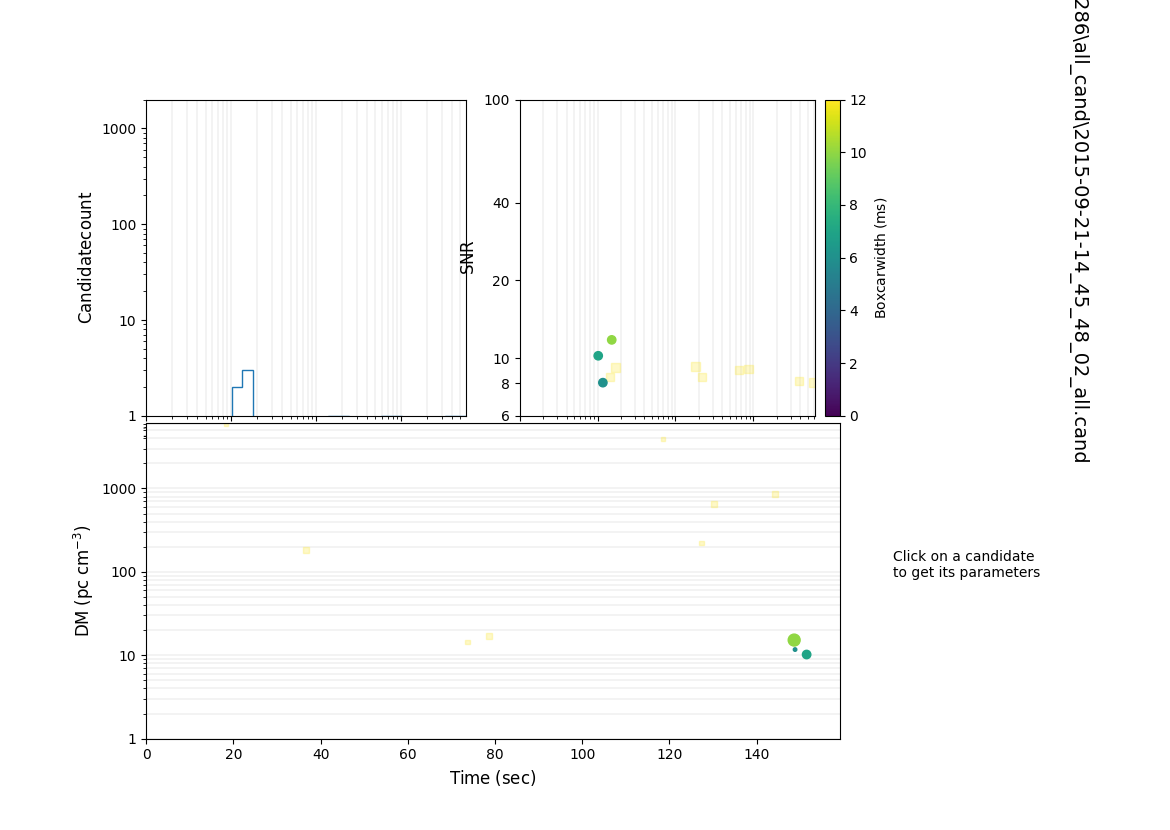 1000
100
10
1
Candidatecount
100
40
20
10
8
6
SNR
12
10
8
6
4
2
0
Boxcarwidth (ms)
286\all_cand\2015-09-21-14_45_48_02_all.cand
1000
100
10
1
DM (pc cm⁻³)
0 20 40 60 80 100 120 140
Time (sec)
Click on a candidate
to get its parameters